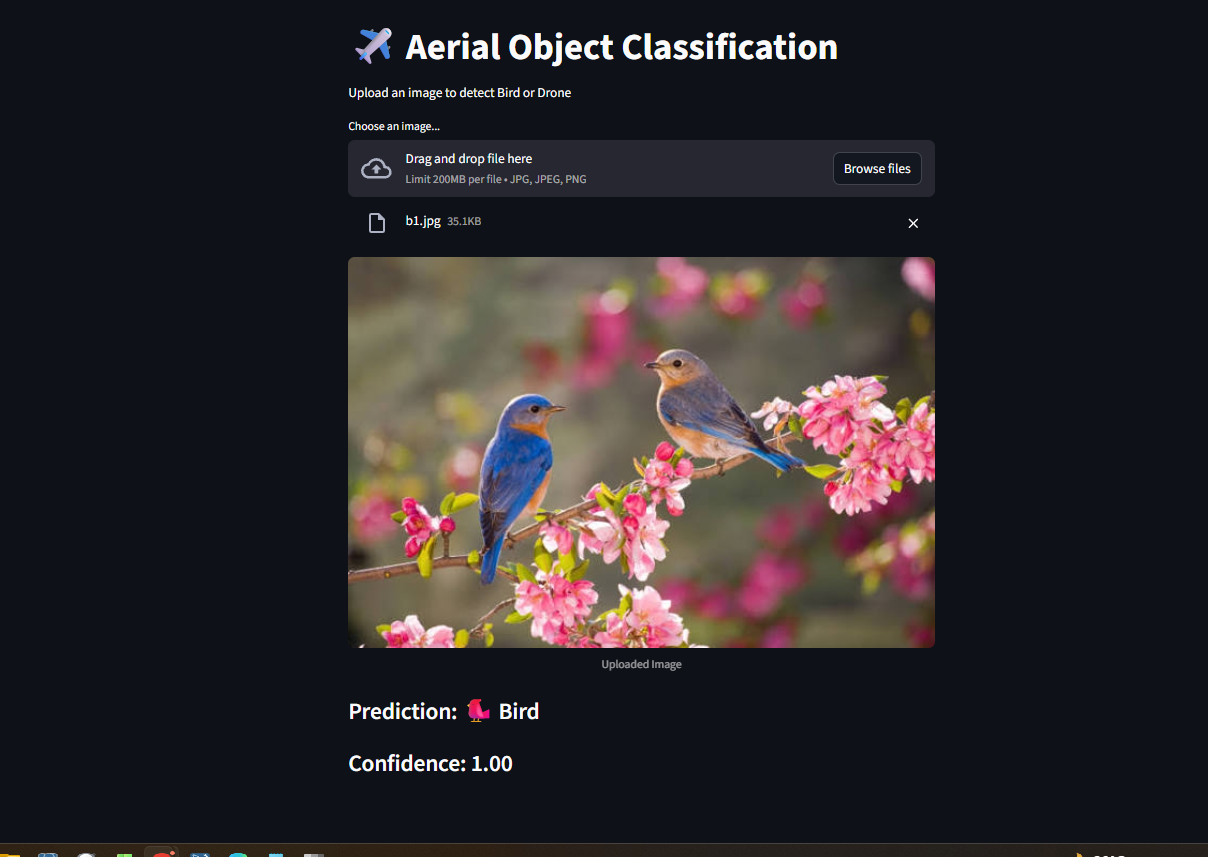 Aerial Object Classification
Upload an image to detect Bird or Drone
Choose an image...
Drag and drop file here
Limit 200MB per file • JPG, JPEG, PNG
Browse files
b1.jpg 35.1KB
Uploaded Image
Prediction: Bird
Confidence: 1.00